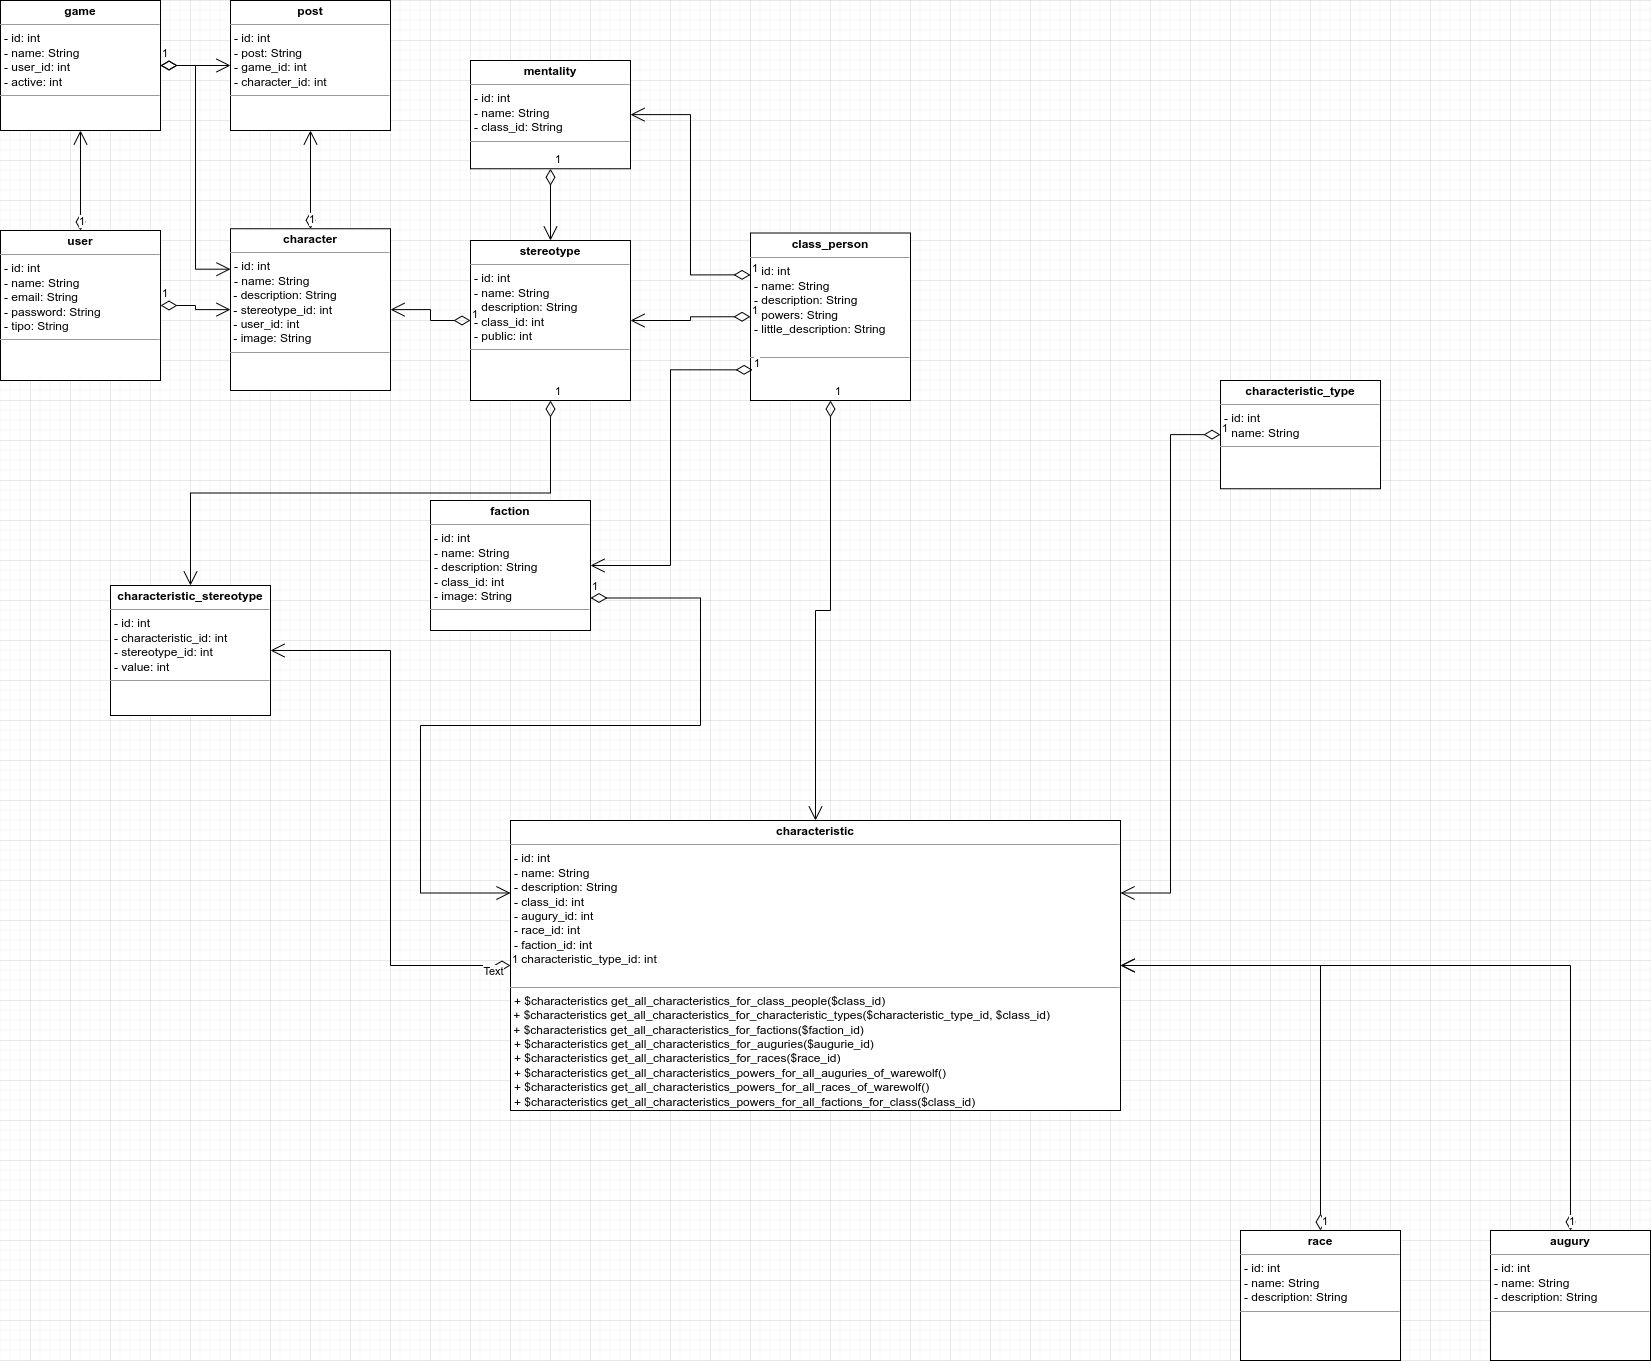 game
- id: int
- name: String
- user_id: int
- active: int
1
post
- id: int
- post: String
- game_id: int
- character_id: int
mentality
- id: int
- name: String
- class_id: String
1
user
- id: int
- name: String
- email: String
- password: String
- tipo: String
1
1
character
- id: int
- name: String
- description: String
- stereotype_id: int
- user_id: int
- image: String
1
stereotype
- id: int
- name: String
description: String
- class_id: int
- public: int
1
1
class_person
id: int
- name: String
- description: String
powers: String
- little_description: String
1
1
1
1
characteristic_type
- id: int
name: String
1
faction
- id: int
- name: String
- description: String
- class_id: int
- image: String
1
characteristic_stereotype
- id: int
- characteristic_id: int
- stereotype_id: int
- value: int
characteristic
- id: int
- name: String
- description: String
- class_id: int
- augury_id: int
- race_id: int
- faction_id: int
1 characteristic_type_id: int
Text
+ $characteristics get_all_characteristics_for_class_people($class_id)
+ $characteristics get_all_characteristics_for_characteristic_types($characteristic_type_id, $class_id)
+ $characteristics get_all_characteristics_for_factions($faction_id)
+ $characteristics get_all_characteristics_for_auguries($augurie_id)
+ $characteristics get_all_characteristics_for_races($race_id)
+ $characteristics get_all_characteristics_powers_for_all_auguries_of_warewolf()
+ $characteristics get_all_characteristics_powers_for_all_races_of_warewolf()
+ $characteristics get_all_characteristics_powers_for_all_factions_for_class($class_id)
1
race
- id: int
- name: String
- description: String
1
augury
- id: int
- name: String
- description: String